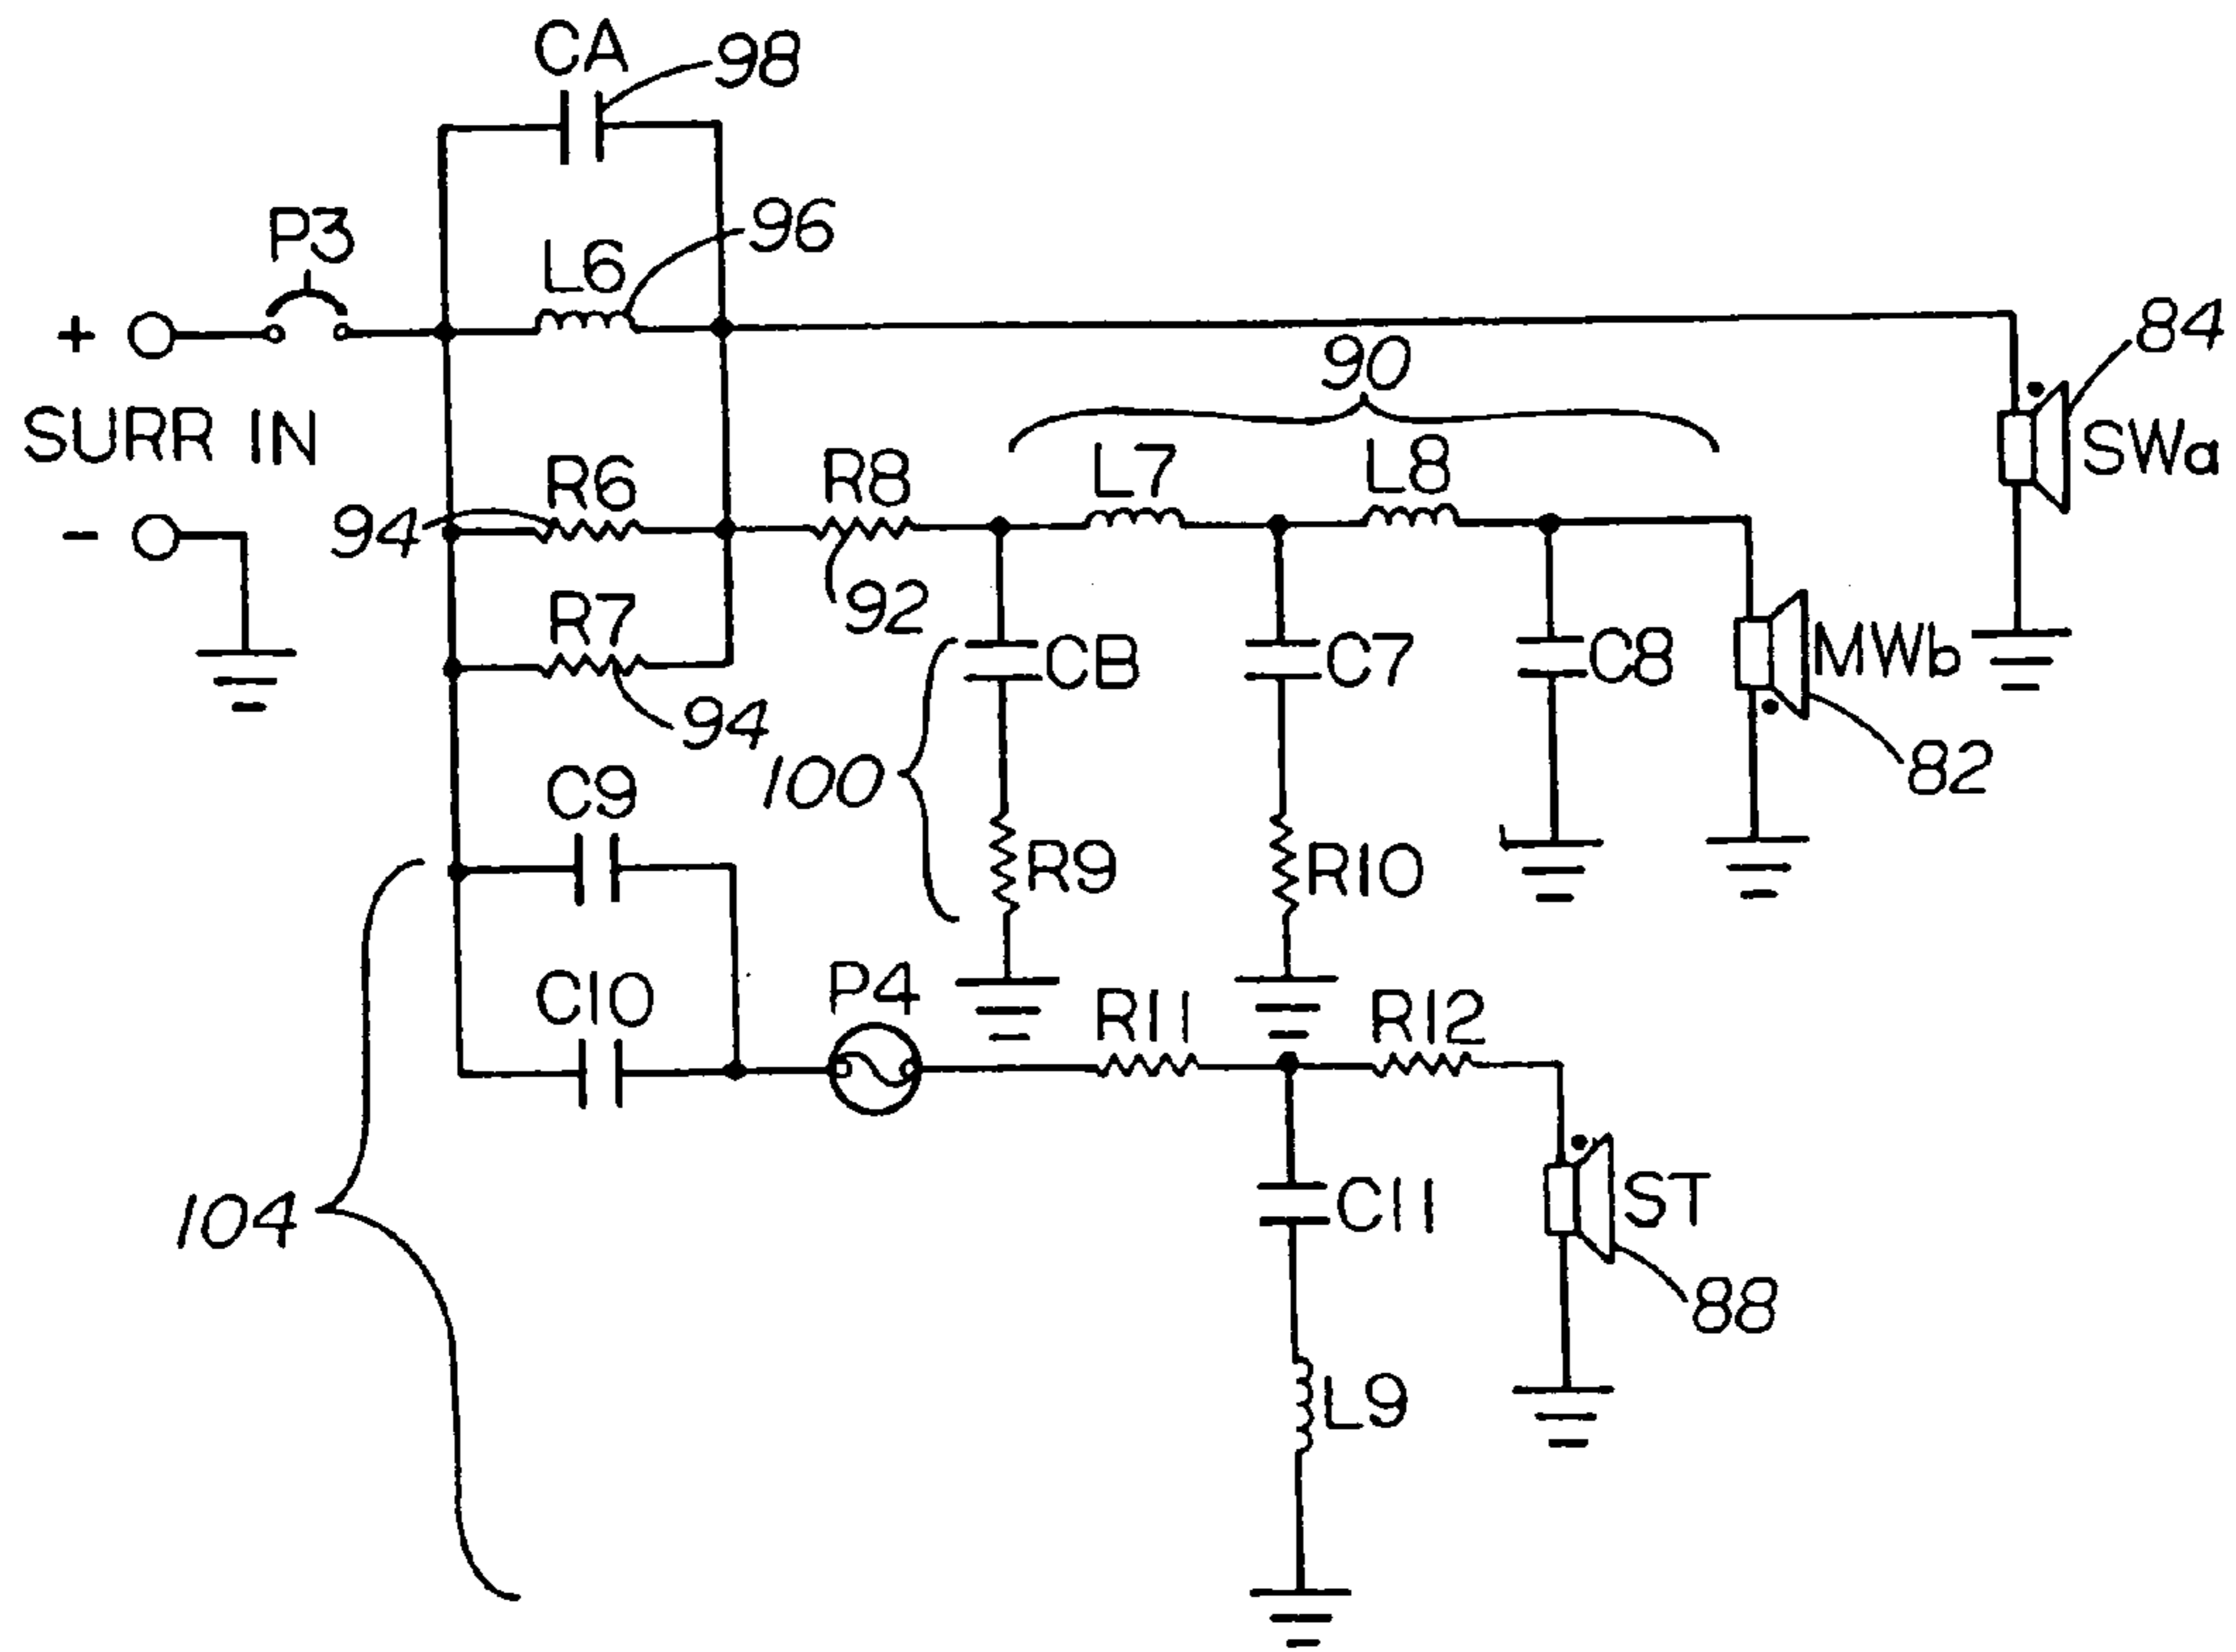 CA
98
P3
L6
96
+
SURR IN
-
90
84
SWa
R6
94
R8
92
L7
L8
R7
94
CB
100
C7
C8
MWb
82
C9
R9
R10
C10
P4
R11
R12
104
C11
ST
88
L9